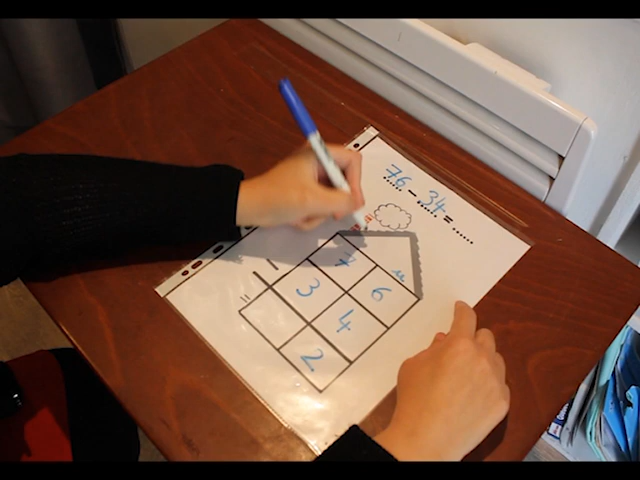 76 - 34 = ......
u
7 6
- 3 4
= 2